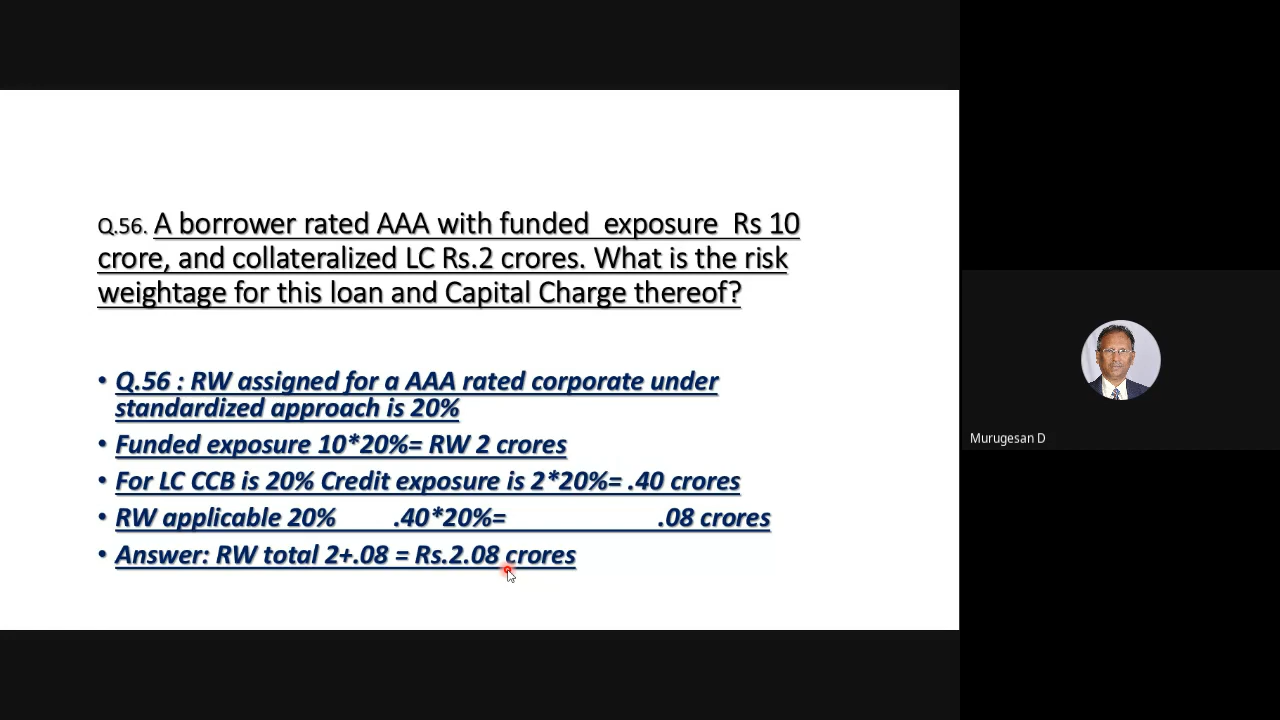 Q.56. A borrower rated AAA with funded exposure Rs 10
crore, and collateralized LC Rs.2 crores. What is the risk
weightage for this loan and Capital Charge thereof?
• Q.56 : RW assigned for a AAA rated corporate under
standardized approach is 20%
• Funded exposure 10*20%= RW 2 crores
• For LC CCB is 20% Credit exposure is 2*20%= .40 crores
• RW applicable 20% .40*20%= .08 crores
• Answer: RW total 2+.08 = Rs.2.08 crores
Murugesan D